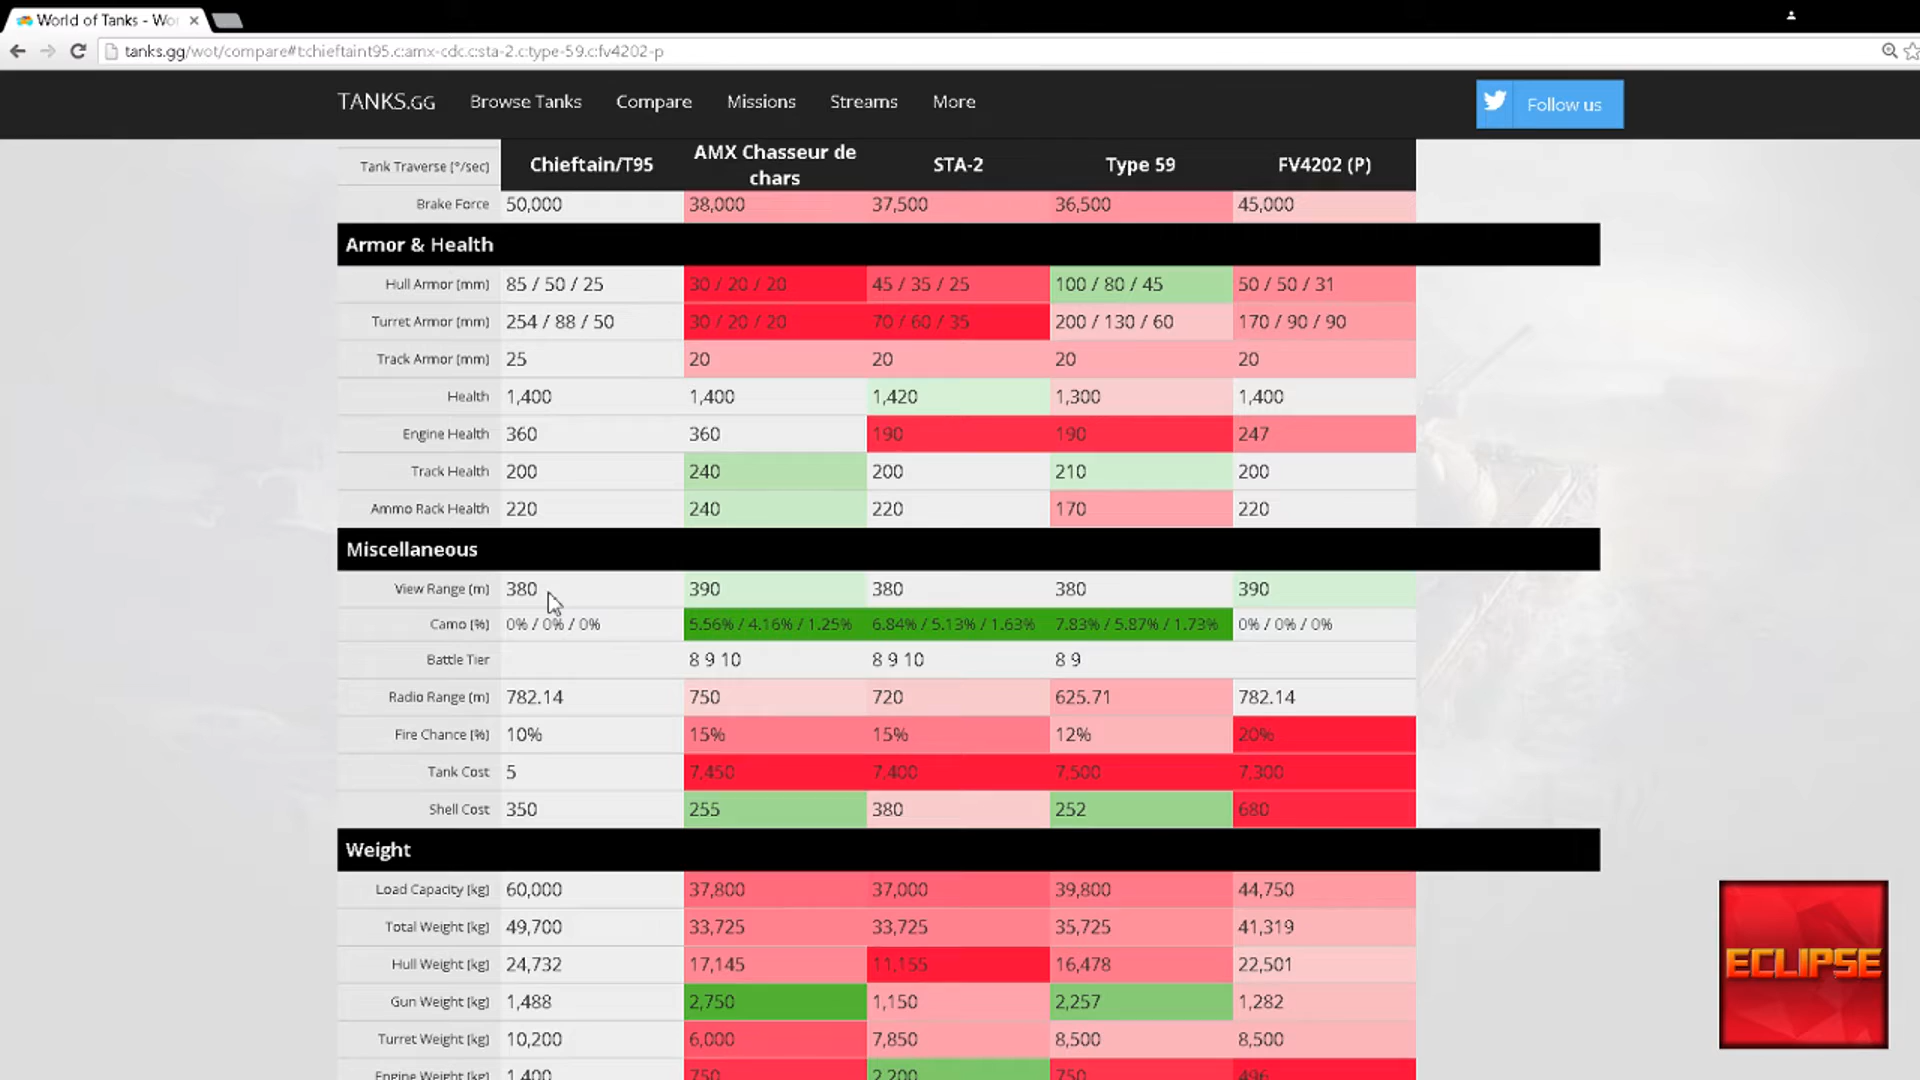 World of Tanks - Wo
tanks.gg/wot/compare#t:chieftaint95.c:amx-cdc.c:sta-2.c:type-59.c:fv4202-p
TANKS.GG Browse Tanks Compare Missions Streams More Follow us
Tank Traverse (°/sec) Chieftain/T95 AMX Chasseur de chars STA-2 Type 59 FV4202 (P)
Brake Force 50,000 38,000 37,500 36,500 45,000
Armor & Health
Hull Armor (mm) 85 / 50 / 25 30 / 20 / 20 45 / 35 / 25 100 / 80 / 45 50 / 50 / 31
Turret Armor (mm) 254 / 88 / 50 30 / 20 / 20 70 / 60 / 35 200 / 130 / 60 170 / 90 / 90
Track Armor (mm) 25 20 20 20 20
Health 1,400 1,400 1,420 1,300 1,400
Engine Health 360 360 190 190 247
Track Health 200 240 200 210 200
Ammo Rack Health 220 240 220 170 220
Miscellaneous
View Range (m) 380 390 380 380 390
Camo (%) 0% / 0% / 0% 5.56% / 4.16% / 1.25% 6.84% / 5.13% / 1.63% 7.83% / 5.87% / 1.73% 0% / 0% / 0%
Battle Tier 8 9 10 8 9 10 8 9
Radio Range (m) 782.14 750 720 625.71 782.14
Fire Chance (%) 10% 15% 15% 12% 20%
Tank Cost 5 7,450 7,400 7,500 7,300
Shell Cost 350 255 380 252 680
Weight
Load Capacity (kg) 60,000 37,800 37,000 39,800 44,750
Total Weight (kg) 49,700 33,725 33,725 35,725 41,319
Hull Weight (kg) 24,732 17,145 11,155 16,478 22,501
Gun Weight (kg) 1,488 2,750 1,150 2,257 1,282
Turret Weight (kg) 10,200 6,000 7,850 8,500 8,500
Engine Weight (kg) 1,400 750 2,200 750 496
ECLIPSE